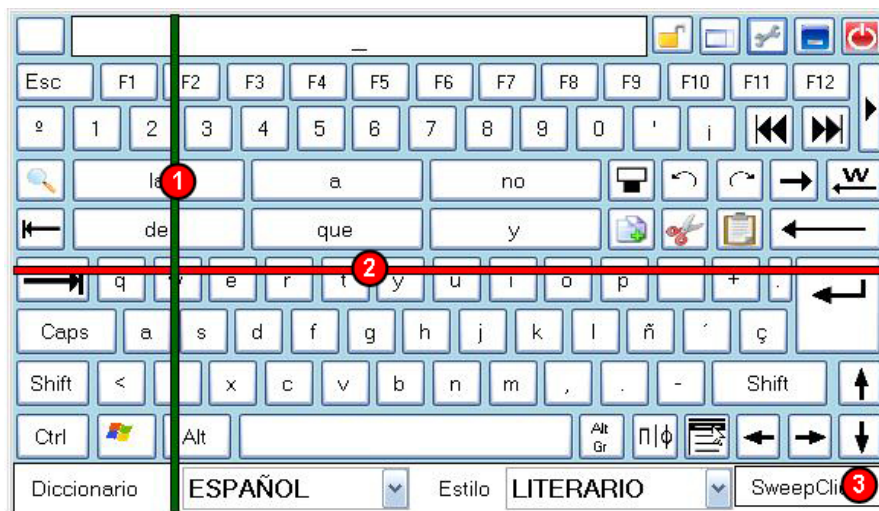 _
Esc F1 F2 F3 F4 F5 F6 F7 F8 F9 F10 F11 F12
º 1 2 3 4 5 6 7 8 9 0 ' ¡
1 a no W
de que y
2
q e r t y u i o p + .
Caps a s d f g h j k l ñ ´ ç
Shift < x c v b n m , . - Shift
Ctrl Alt Alt Gr П|ф
Diccionario ESPAÑOL Estilo LITERARIO 3